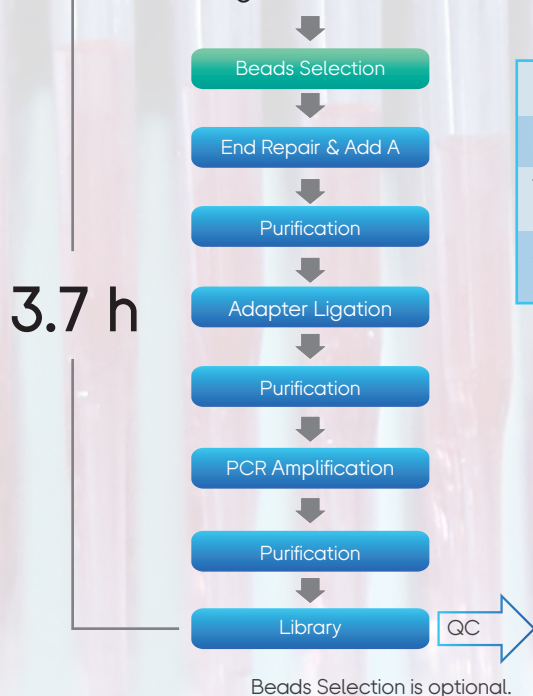 Beads Selection
End Repair & Add A
Purification
3.7 h
Adapter Ligation
Purification
PCR Amplification
Purification
Library
QC
Beads Selection is optional.